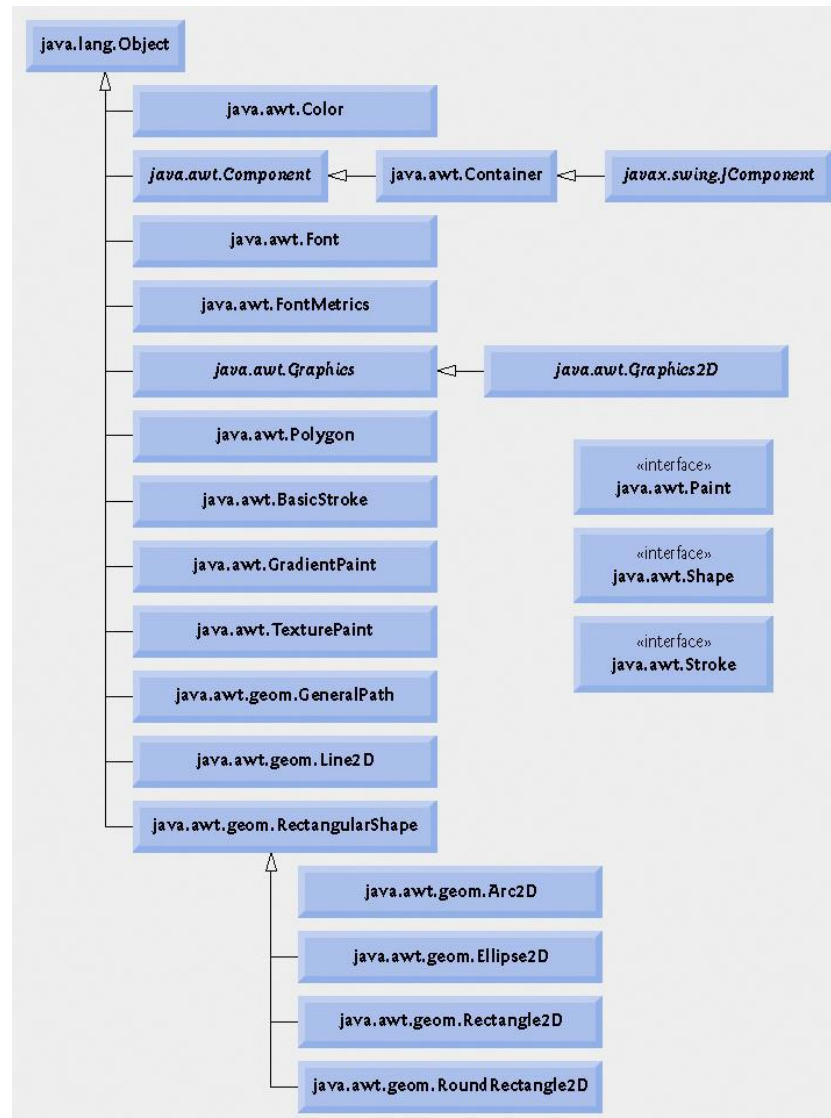 java.lang.Object
java.awt.Color
java.awt.Component
java.awt.Container
javax.swing.JComponent
java.awt.Font
java.awt.FontMetrics
java.awt.Graphics
java.awt.Graphics2D
java.awt.Polygon
«interface»
java.awt.Paint
java.awt.BasicStroke
java.awt.GradientPaint
«interface»
java.awt.Shape
java.awt.TexturePaint
«interface»
java.awt.Stroke
java.awt.geom.GeneralPath
java.awt.geom.Line2D
java.awt.geom.RectangularShape
java.awt.geom.Arc2D
java.awt.geom.Ellipse2D
java.awt.geom.Rectangle2D
java.awt.geom.RoundRectangle2D